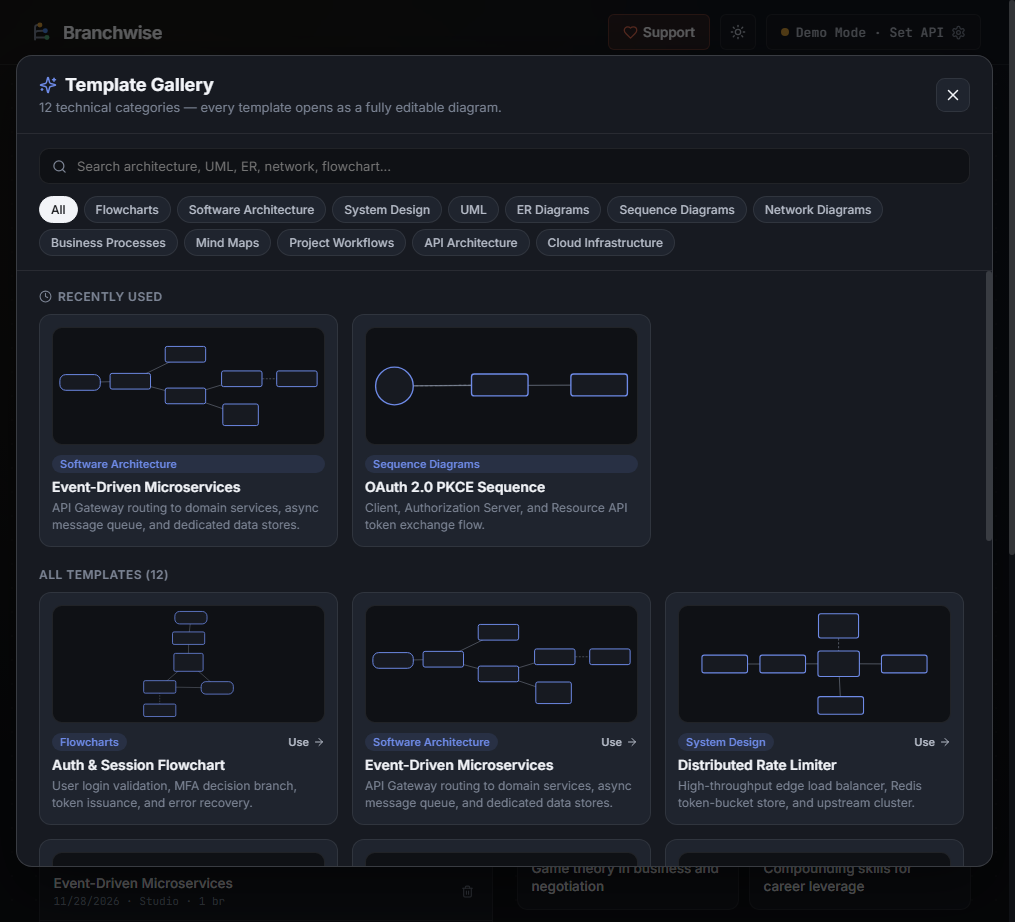 Branchwise
Support
Demo Mode · Set API
Template Gallery
12 technical categories — every template opens as a fully editable diagram.
Search architecture, UML, ER, network, flowchart...
All
Flowcharts
Software Architecture
System Design
UML
ER Diagrams
Sequence Diagrams
Network Diagrams
Business Processes
Mind Maps
Project Workflows
API Architecture
Cloud Infrastructure
RECENTLY USED
Software Architecture
Event-Driven Microservices
API Gateway routing to domain services, async
message queue, and dedicated data stores.
Sequence Diagrams
OAuth 2.0 PKCE Sequence
Client, Authorization Server, and Resource API
token exchange flow.
ALL TEMPLATES (12)
Flowcharts
Use →
Auth & Session Flowchart
User login validation, MFA decision branch,
token issuance, and error recovery.
Software Architecture
Use →
Event-Driven Microservices
API Gateway routing to domain services, async
message queue, and dedicated data stores.
System Design
Use →
Distributed Rate Limiter
High-throughput edge load balancer, Redis
token-bucket store, and upstream cluster.
Event-Driven Microservices
11/28/2026 · Studio · 1 br
Game theory in business and
negotiation
Compounding skills for
career leverage